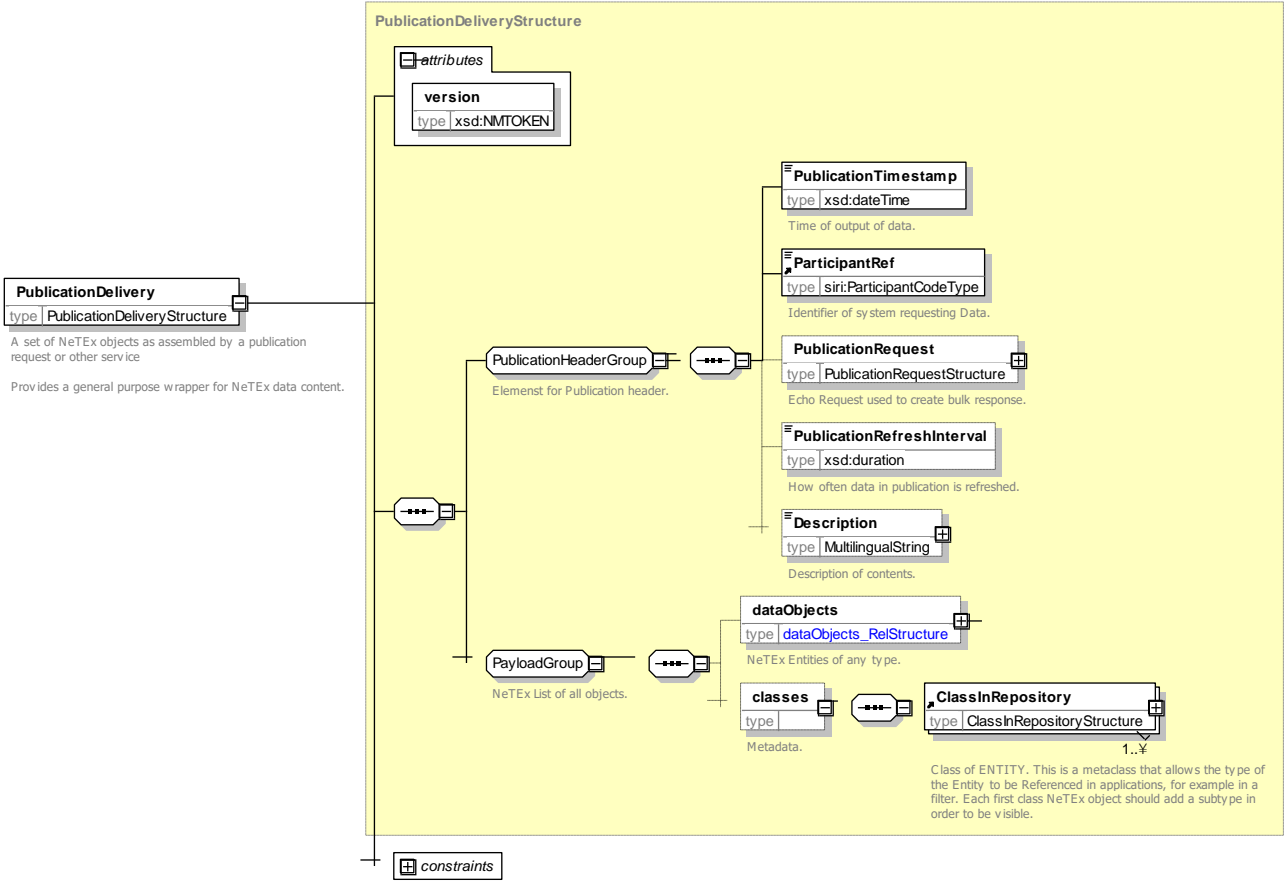 PublicationDeliveryStructure
attributes
version
type xsd:NMTOKEN
PublicationTimestamp
type xsd:dateTime
Time of output of data.
ParticipantRef
type siri:ParticipantCodeType
Identifier of system requesting Data.
PublicationDelivery
type PublicationDeliveryStructure
A set of NeTEx objects as assembled by a publication
request or other service
Provides a general purpose wrapper for NeTEx data content.
PublicationHeaderGroup
Elemenst for Publication header.
PublicationRequest
type PublicationRequestStructure
Echo Request used to create bulk response.
PublicationRefreshInterval
type xsd:duration
How often data in publication is refreshed.
Description
type MultilingualString
Description of contents.
PayloadGroup
NeTEx List of all objects.
dataObjects
type dataObjects_RelStructure
NeTEx Entities of any type.
classes
type
Metadata.
ClassInRepository
type ClassInRepositoryStructure
1..¥
Class of ENTITY. This is a metaclass that allows the type of
the Entity to be Referenced in applications, for example in a
filter. Each first class NeTEx object should add a subtype in
order to be visible.
constraints